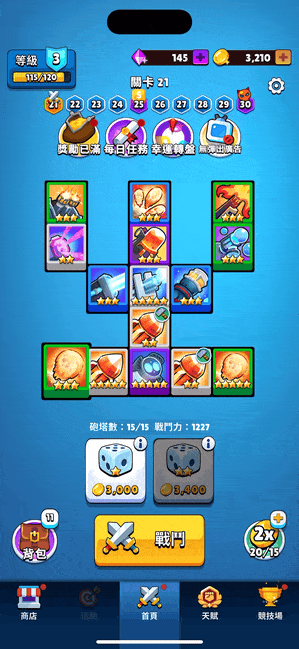 等級 3
115/120
145
3,210
關卡 21
21 22 23 24 25 26 27 28 29 30
獎勵已滿 每日任務 幸運轉盤 無彈出廣告
砲塔數：15/15 戰鬥力：1227
3,000 3,400
11
背包
戰鬥
2x
20/15
商店 首頁 天賦 競技場